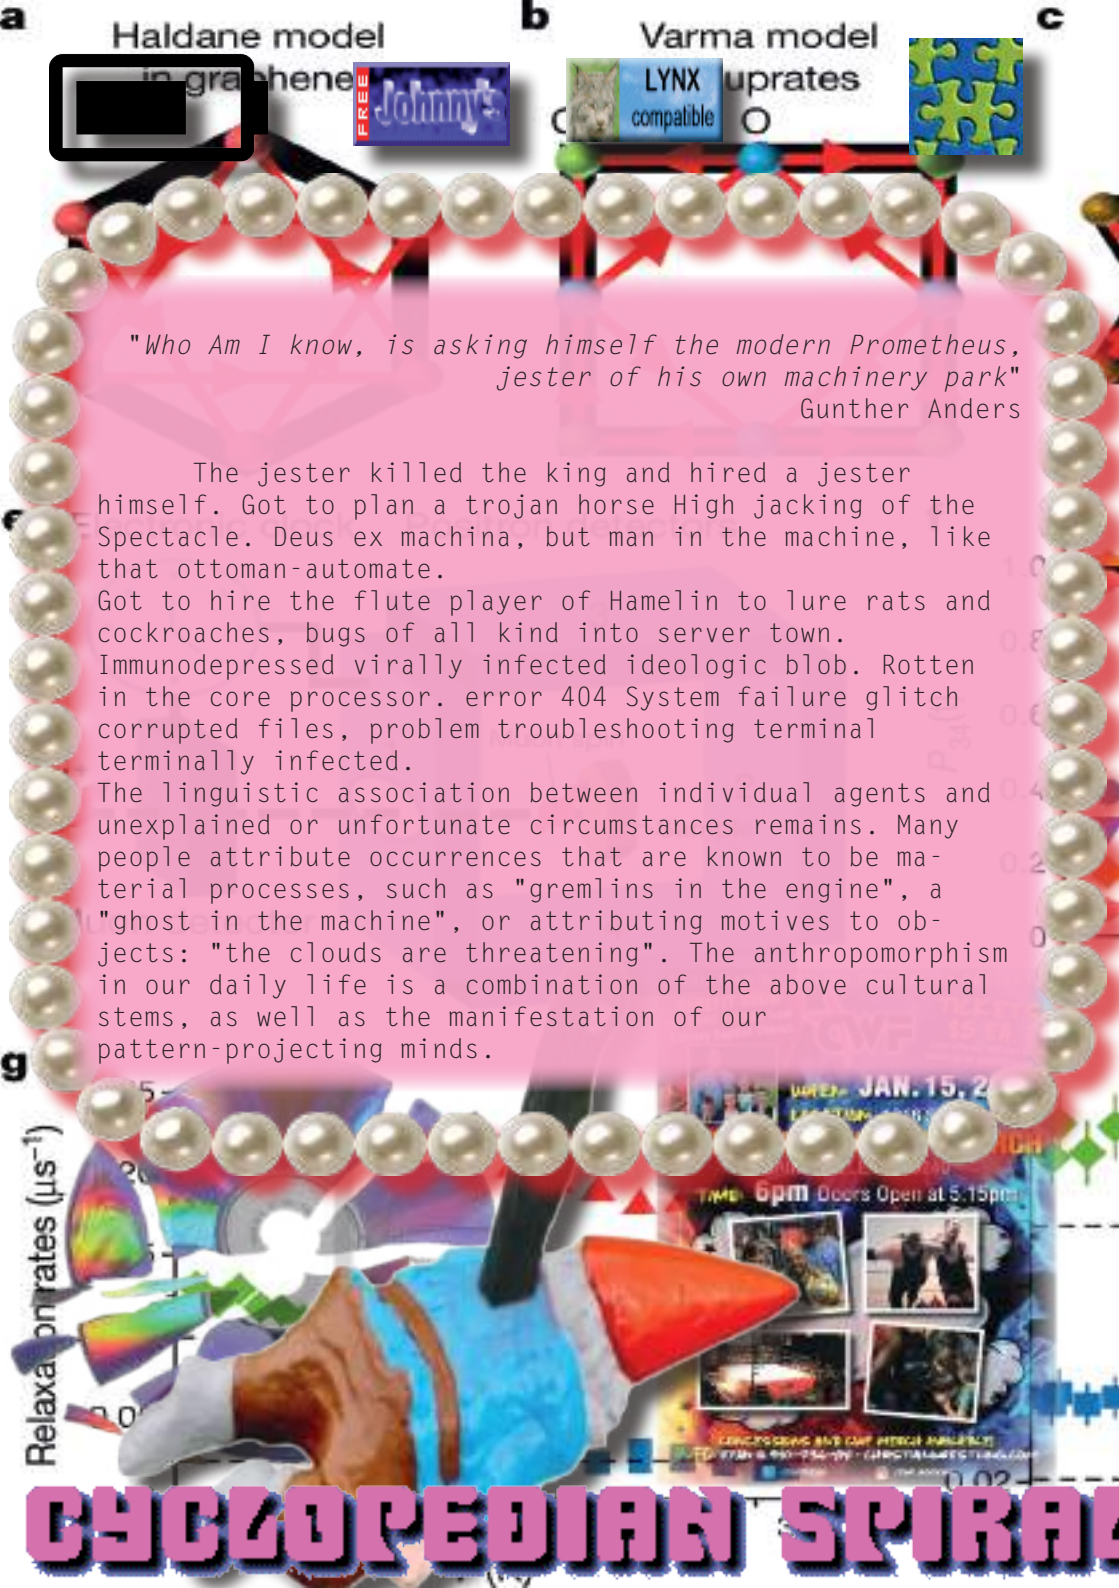 a
b
c
Haldane model
in graphene
Varma model
uprates
FREE
Johnny's
LYNX
compatible
O
"Who Am I know, is asking himself the modern Prometheus,
jester of his own machinery park"
Gunther Anders
The jester killed the king and hired a jester
himself. Got to plan a trojan horse High jacking of the
Spectacle. Deus ex machina, but man in the machine, like
that ottoman-automate.
Got to hire the flute player of Hamelin to lure rats and
cockroaches, bugs of all kind into server town.
Immunodepressed virally infected ideologic blob. Rotten
in the core processor. error 404 System failure glitch
corrupted files, problem troubleshooting terminal
terminally infected.
The linguistic association between individual agents and
unexplained or unfortunate circumstances remains. Many
people attribute occurrences that are known to be ma-
terial processes, such as "gremlins in the engine", a
"ghost in the machine", or attributing motives to ob-
jects: "the clouds are threatening". The anthropomorphism
in our daily life is a combination of the above cultural
stems, as well as the manifestation of our
pattern-projecting minds.
g
Relaxation rates (µs⁻¹)
JAN. 15, 2
TIME: 6pm Doors Open at 5:15pm
0.02
CYCLOPEDIAN SPIRAL